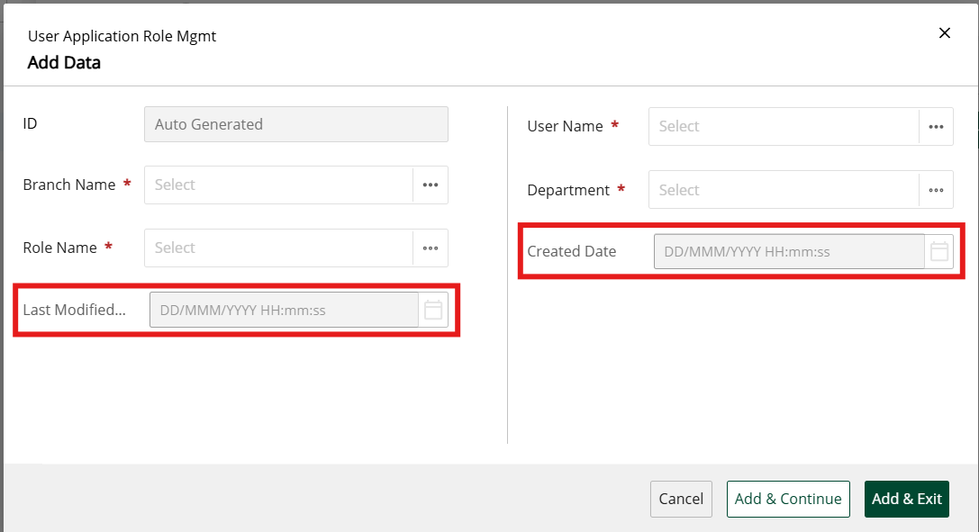 User Application Role Mgmt
Add Data
ID
Auto Generated
Branch Name *
Select
Role Name *
Select
Last Modified...
DD/MMM/YYYY HH:mm:ss
User Name *
Select
Department *
Select
Created Date
DD/MMM/YYYY HH:mm:ss
Cancel
Add & Continue
Add & Exit